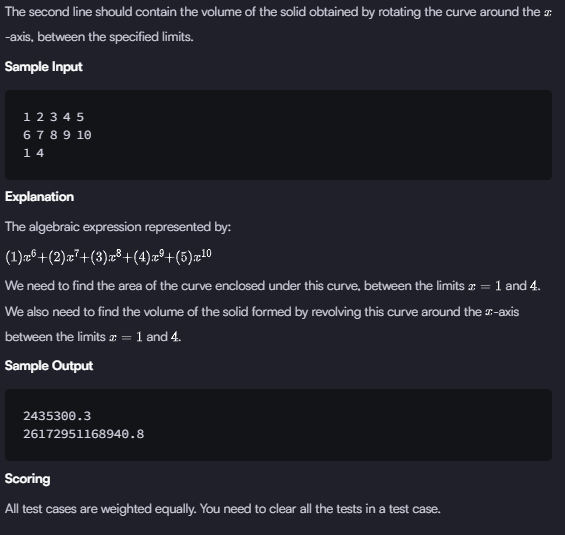 The second line should contain the volume of the solid obtained by rotating the curve around the x
-axis, between the specified limits.
Sample Input
1 2 3 4 5
6 7 8 9 10
1 4
Explanation
The algebraic expression represented by:
(1)x⁶+(2)x⁷+(3)x⁸+(4)x⁹+(5)x¹⁰
We need to find the area of the curve enclosed under this curve, between the limits x = 1 and 4.
We also need to find the volume of the solid formed by revolving this curve around the x-axis
between the limits x = 1 and 4.
Sample Output
2435300.3
26172951168940.8
Scoring
All test cases are weighted equally. You need to clear all the tests in a test case.